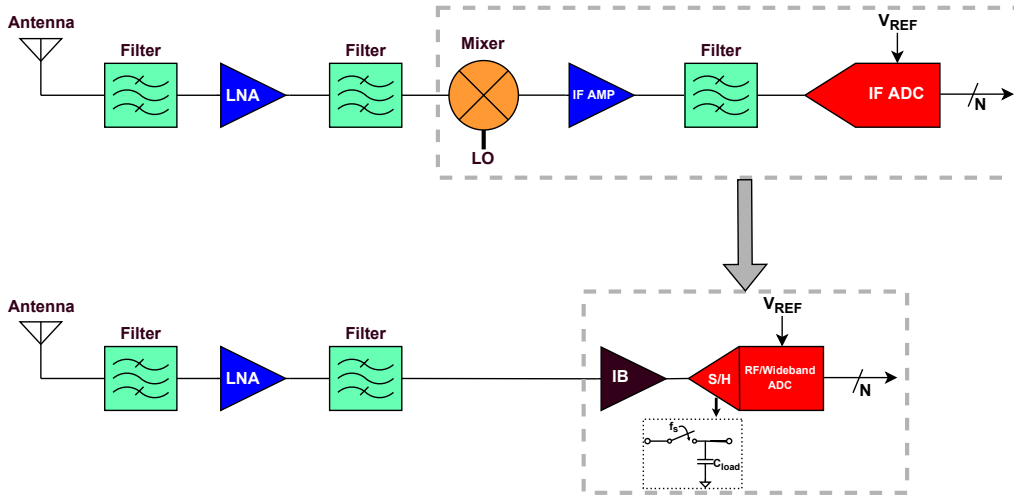 Antenna
Filter
LNA
Filter
Mixer
LO
IF AMP
Filter
VREF
IF ADC
N
Antenna
Filter
LNA
Filter
IB
S/H
VREF
RF/Wideband
ADC
N
fs
Cload